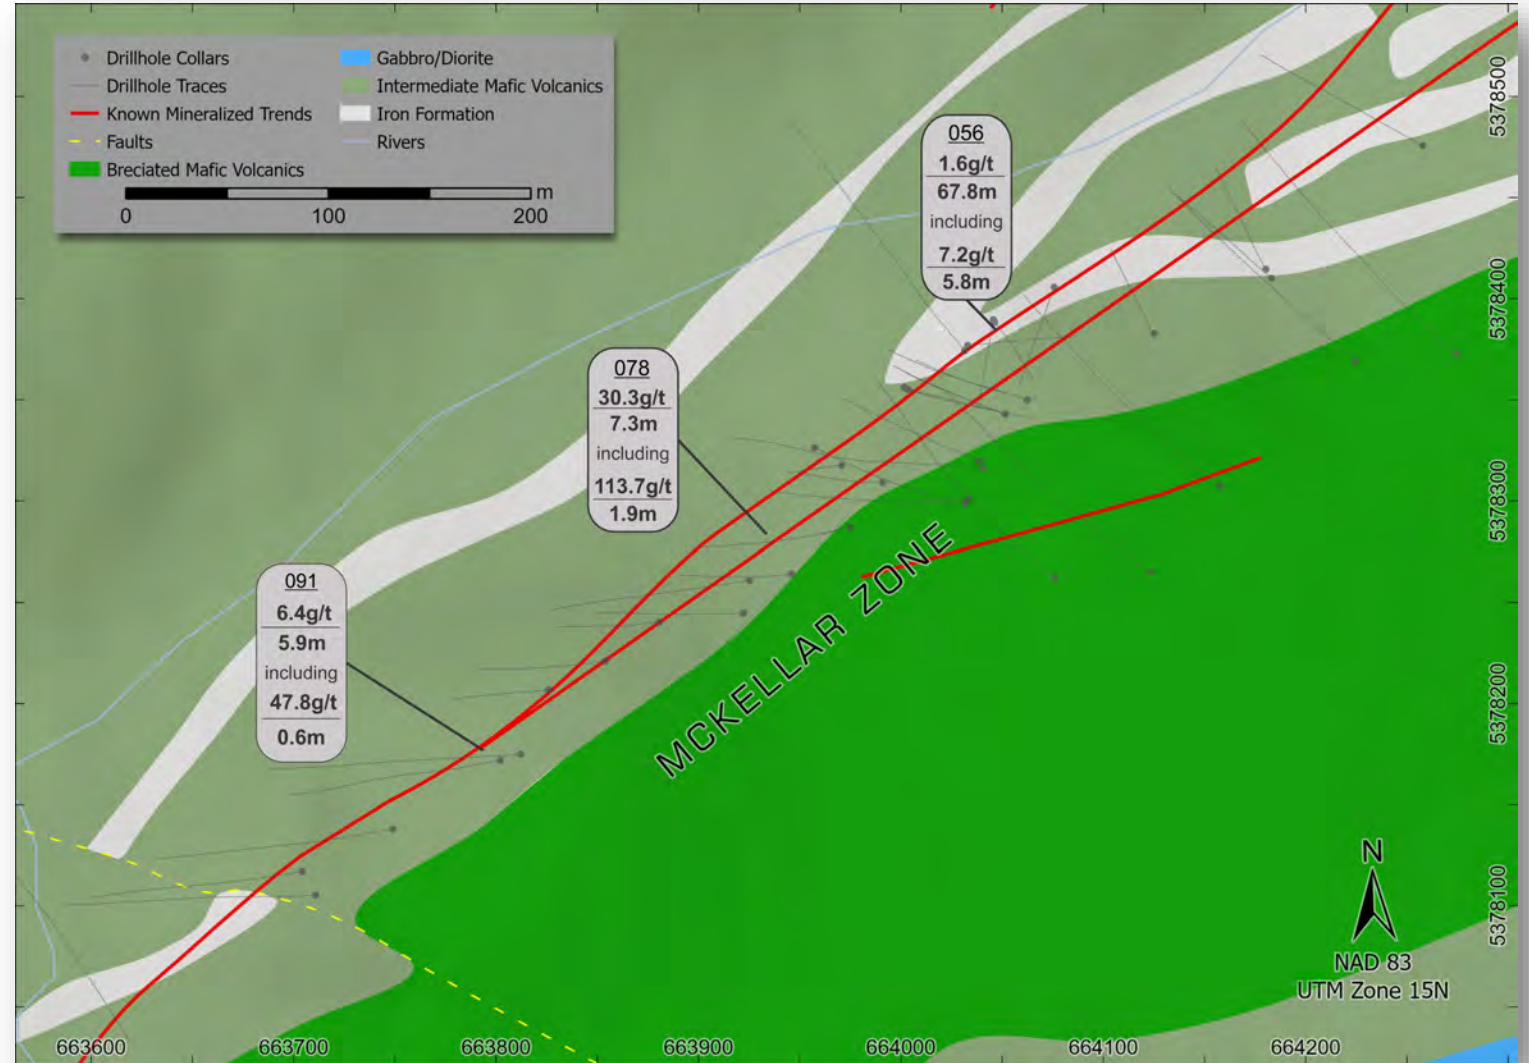 Drillhole Collars
Drillhole Traces
Known Mineralized Trends
Faults
Breciated Mafic Volcanics
Gabbro/Diorite
Intermediate Mafic Volcanics
Iron Formation
Rivers
m
0 100 200
056
1.6g/t
67.8m
including
7.2g/t
5.8m
078
30.3g/t
7.3m
including
113.7g/t
1.9m
091
6.4g/t
5.9m
including
47.8g/t
0.6m
MCKELLAR ZONE
5378500
5378400
5378300
5378200
5378100
N
NAD 83
UTM Zone 15N
663600 663700 663800 663900 664000 664100 664200